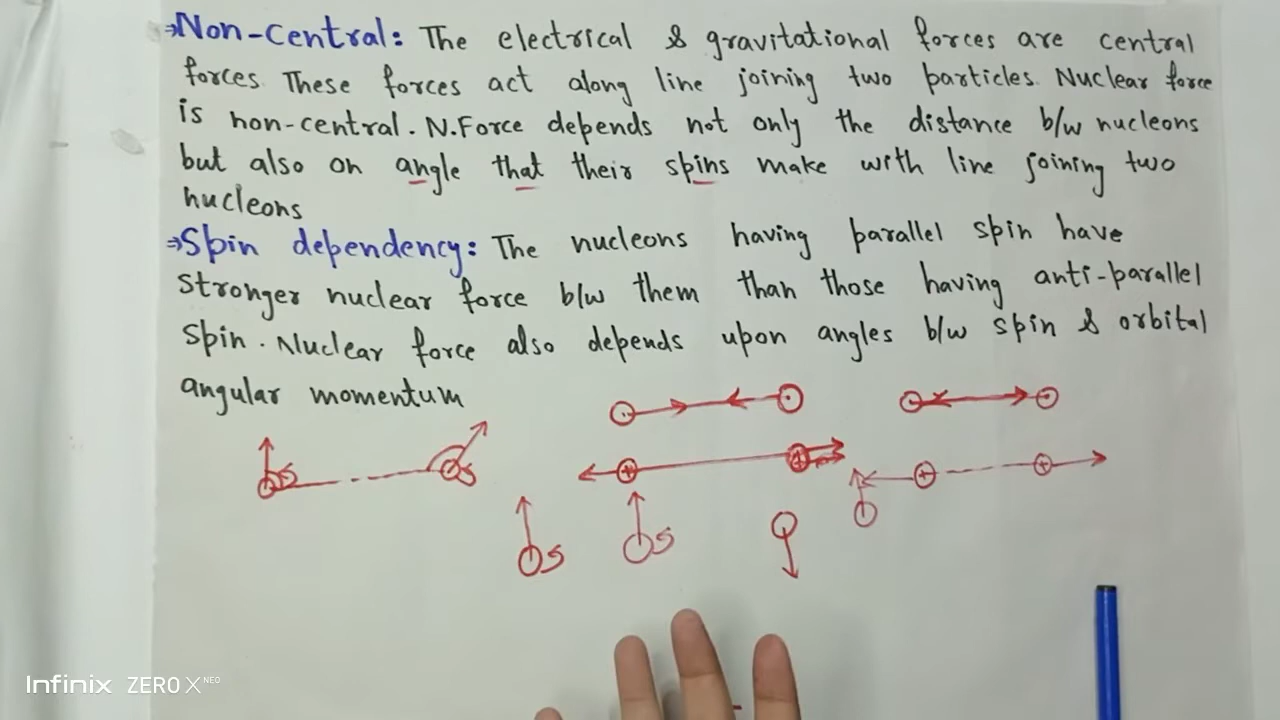 ⇒Non-Central: The electrical & gravitational forces are central
forces. These forces act along line joining two particles. Nuclear force
is non-central. N.Force depends not only the distance b/w nucleons
but also on angle that their spins make with line joining two
nucleons
⇒Spin dependency: The nucleons having parallel spin have
stronger nuclear force b/w them than those having anti-parallel
spin. Nuclear force also depends upon angles b/w spin & orbital
angular momentum
S S
+ + + +
S S
Infinix ZERO X NEO